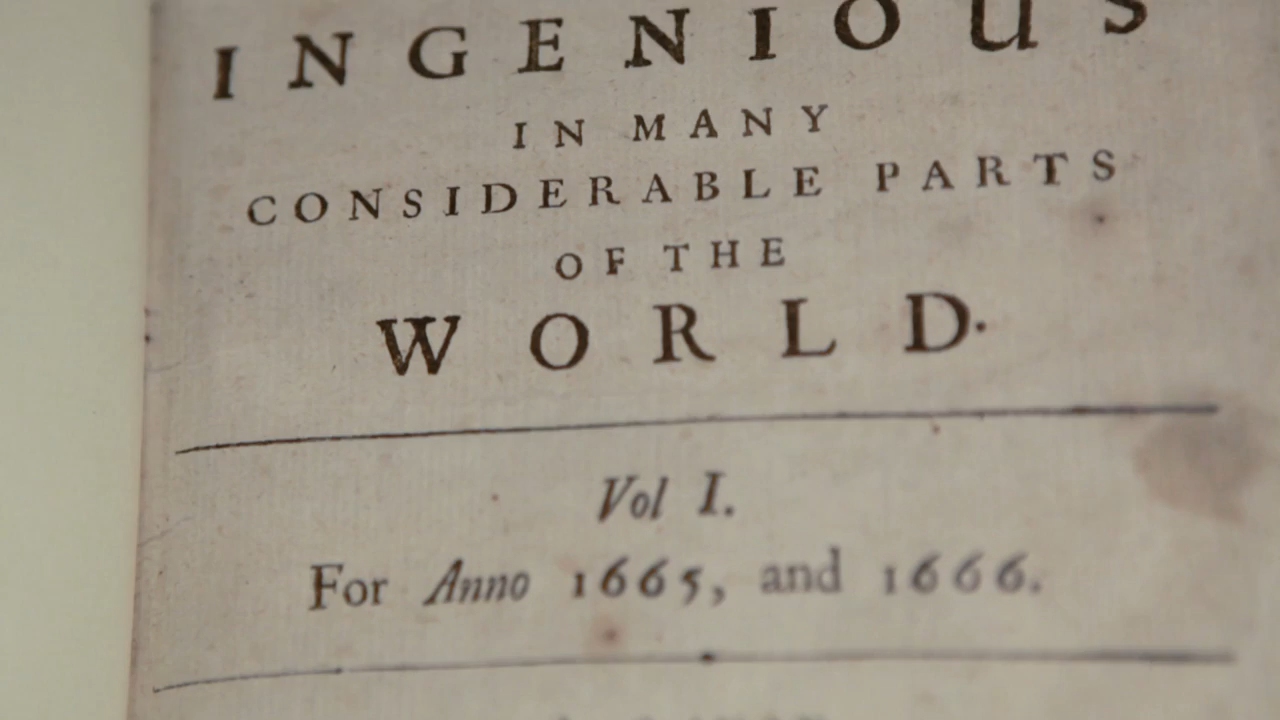 INGENIOUS
IN MANY
CONSIDERABLE PARTS
OF THE
WORLD.
Vol I.
For Anno 1665, and 1666.